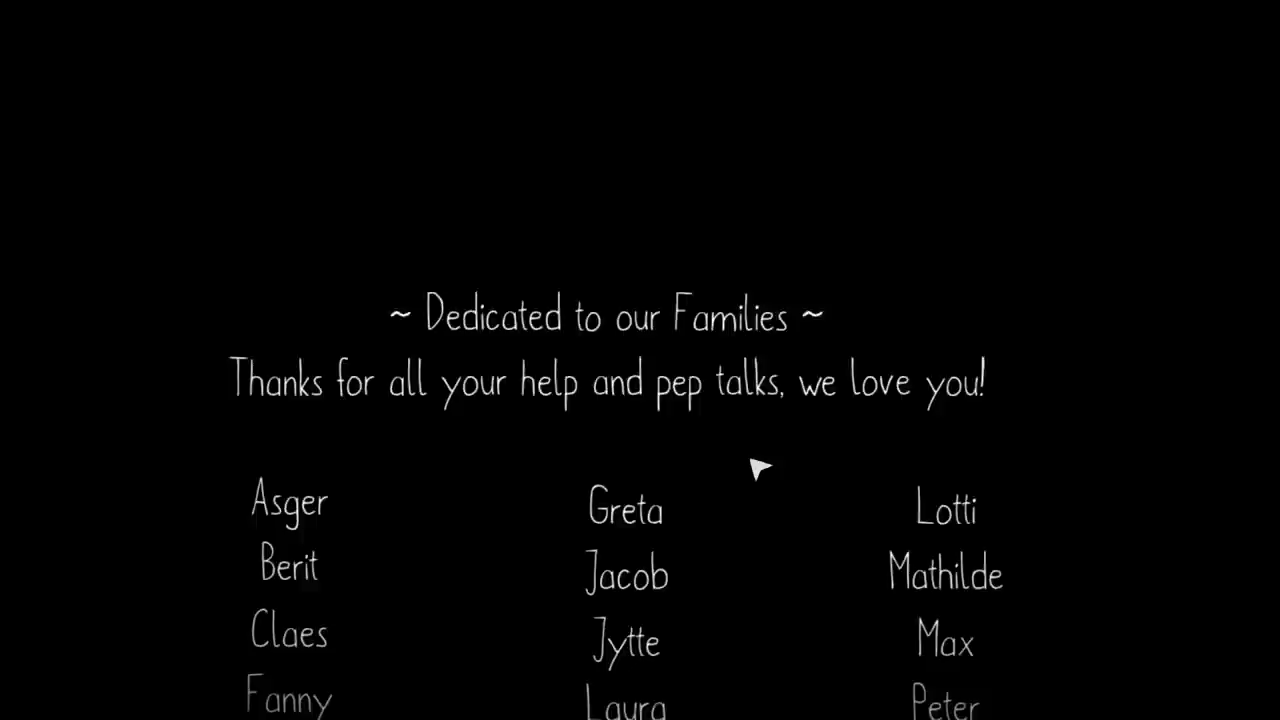 ~ Dedicated to our Families ~
Thanks for all your help and pep talks, we love you!
Asger Greta Lotti
Berit Jacob Mathilde
Claes Jytte Max
Fanny Laura Peter